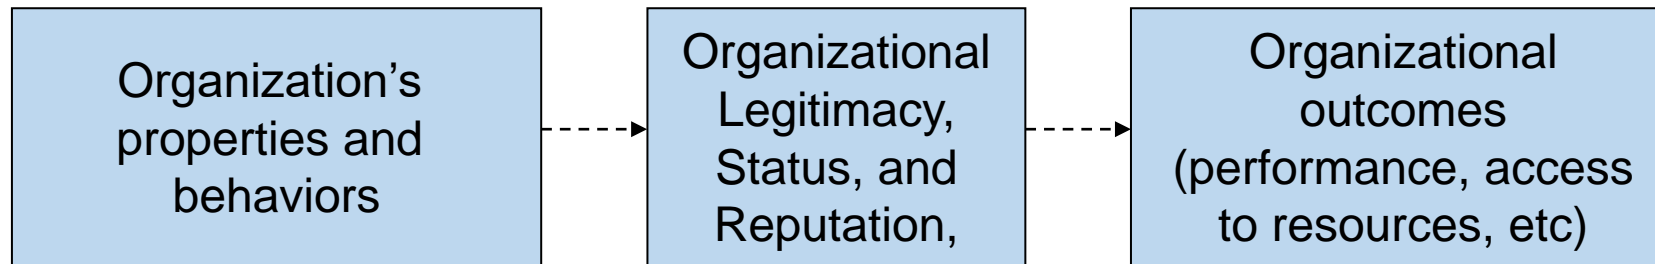 Organization’s
properties and
behaviors
Organizational
Legitimacy,
Status, and
Reputation,
Organizational
outcomes
(performance, access
to resources, etc)